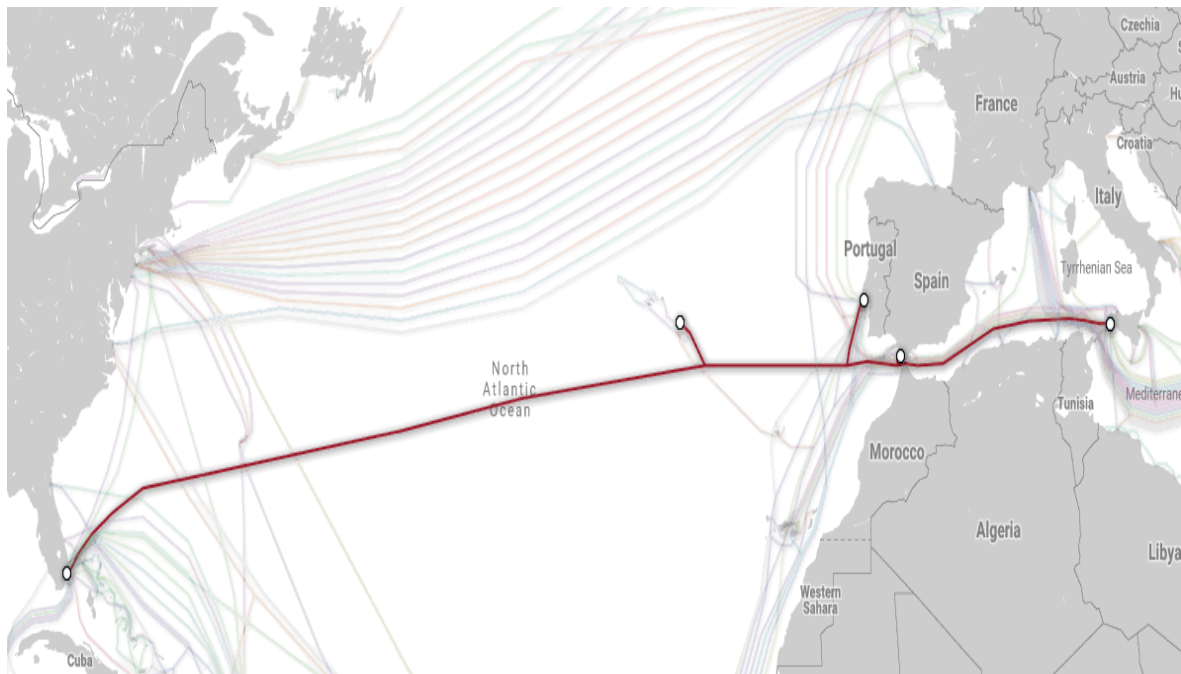 Czechia
S
Austria
Hu
France
Croatia
Italy
Portugal
Spain
Tyrrhenian Sea
North
Atlantic
Ocean
Tunisia
Mediterrane
Morocco
Algeria
Libya
Western
Sahara
Cuba